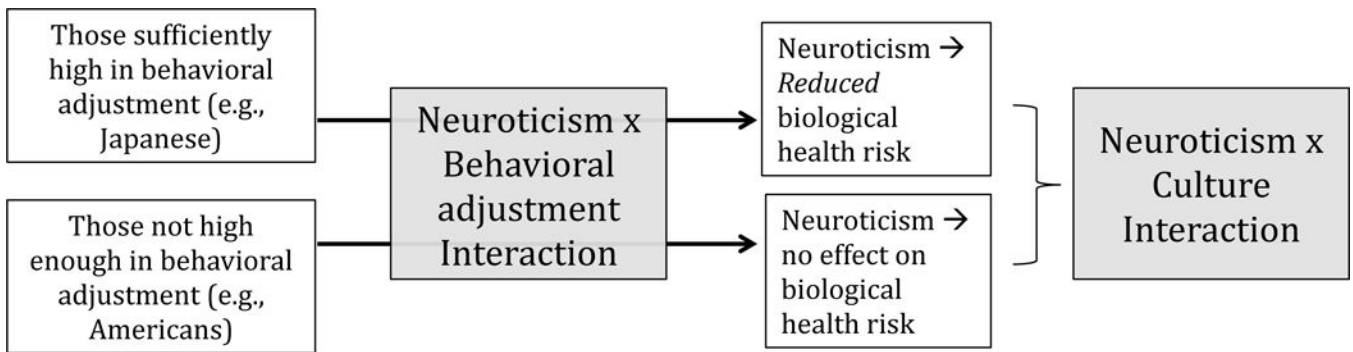 Those sufficiently
high in behavioral
adjustment (e.g.,
Japanese)
Those not high
enough in behavioral
adjustment (e.g.,
Americans)
Neuroticism x
Behavioral
adjustment
Interaction
Neuroticism →
Reduced
biological
health risk
Neuroticism →
no effect on
biological
health risk
Neuroticism x
Culture
Interaction